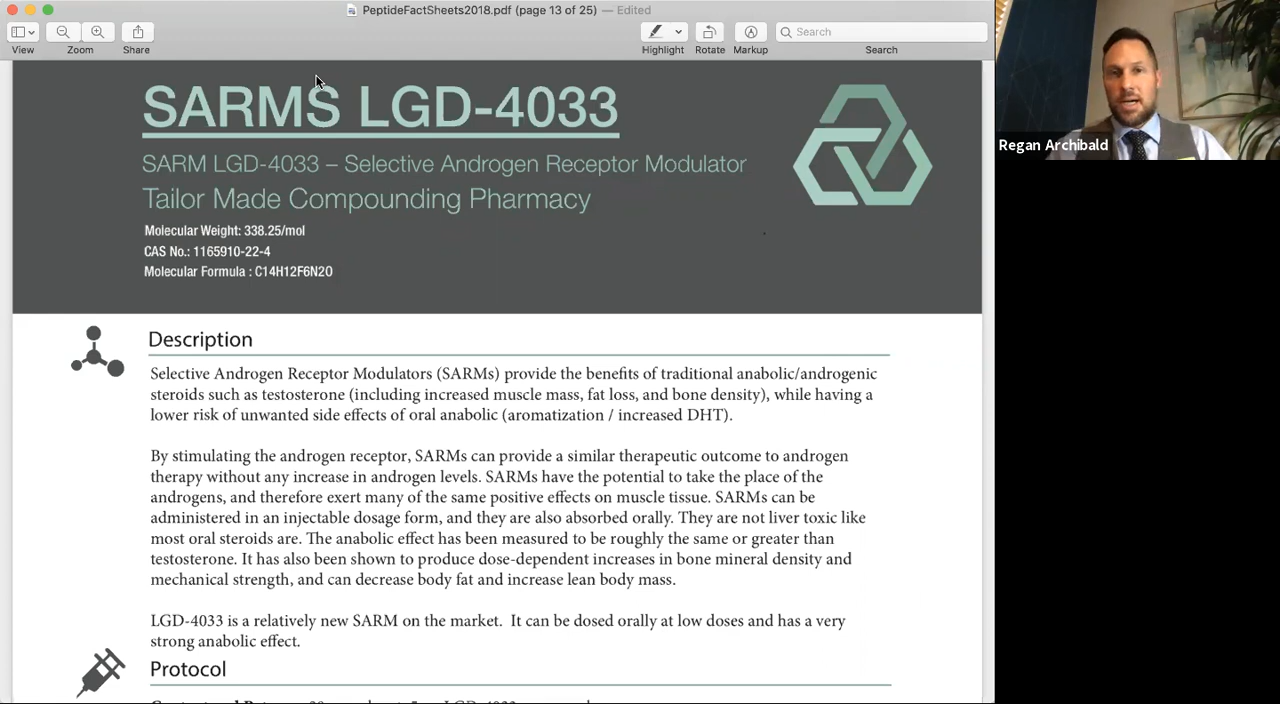 PeptideFactSheets2018.pdf (page 13 of 25) — Edited
View Zoom Share Highlight Rotate Markup Search
Search
Regan Archibald
SARMS LGD-4033
SARM LGD-4033 – Selective Androgen Receptor Modulator
Tailor Made Compounding Pharmacy
Molecular Weight: 338.25/mol
CAS No.: 1165910-22-4
Molecular Formula : C14H12F6N2O
Description
Selective Androgen Receptor Modulators (SARMs) provide the benefits of traditional anabolic/androgenic
steroids such as testosterone (including increased muscle mass, fat loss, and bone density), while having a
lower risk of unwanted side effects of oral anabolic (aromatization / increased DHT).
By stimulating the androgen receptor, SARMs can provide a similar therapeutic outcome to androgen
therapy without any increase in androgen levels. SARMs have the potential to take the place of the
androgens, and therefore exert many of the same positive effects on muscle tissue. SARMs can be
administered in an injectable dosage form, and they are also absorbed orally. They are not liver toxic like
most oral steroids are. The anabolic effect has been measured to be roughly the same or greater than
testosterone. It has also been shown to produce dose-dependent increases in bone mineral density and
mechanical strength, and can decrease body fat and increase lean body mass.
LGD-4033 is a relatively new SARM on the market. It can be dosed orally at low doses and has a very
strong anabolic effect.
Protocol